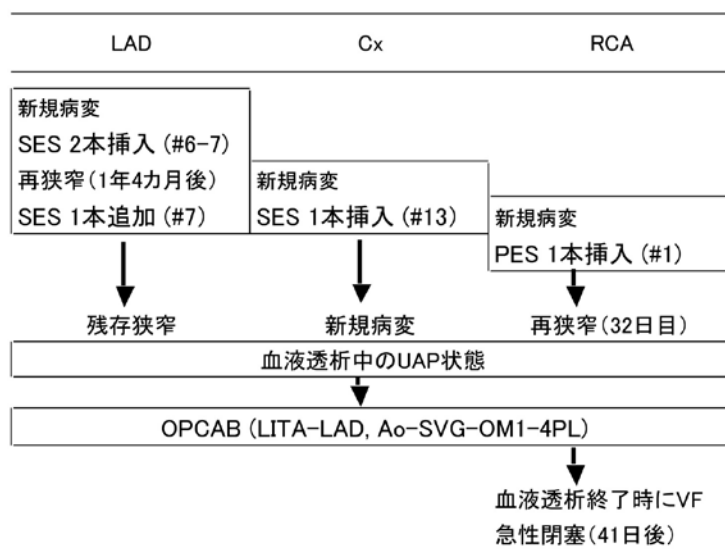 LAD Cx RCA
新規病変
SES 2本挿入 (#6-7)
再狭窄(1年4カ月後)
SES 1本追加 (#7)
新規病変
SES 1本挿入 (#13)
新規病変
PES 1本挿入 (#1)
残存狭窄 新規病変 再狭窄(32日目)
血液透析中のUAP状態
OPCAB (LITA-LAD, Ao-SVG-OM1-4PL)
血液透析終了時にVF
急性閉塞(41日後)